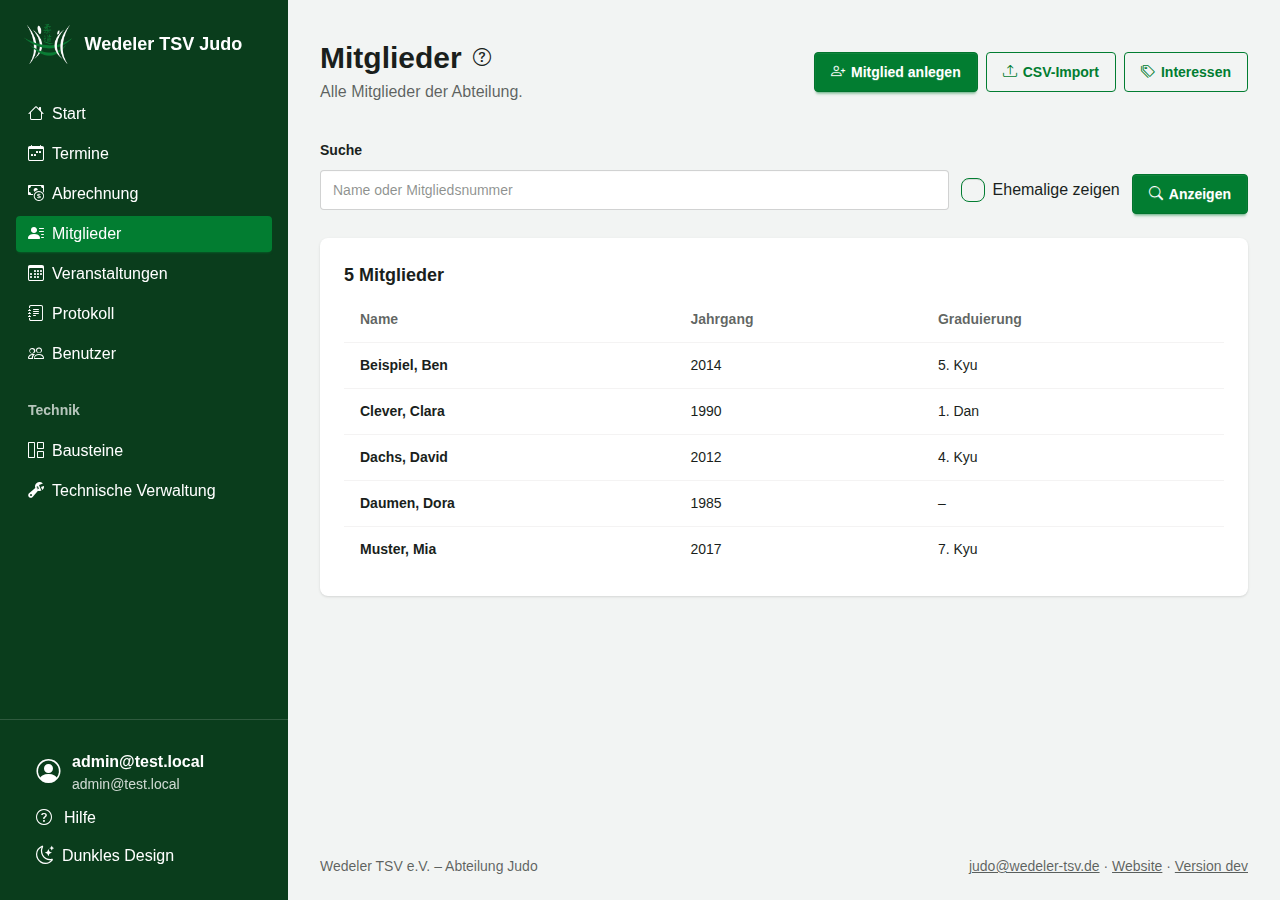 Wedeler TSV Judo
Start
Termine
Abrechnung
Mitglieder
Veranstaltungen
Protokoll
Benutzer
Technik
Bausteine
Technische Verwaltung
admin@test.local
admin@test.local
Hilfe
Dunkles Design
Mitglieder
Alle Mitglieder der Abteilung.
Mitglied anlegen CSV-Import Interessen
Suche
Name oder Mitgliedsnummer Ehemalige zeigen Anzeigen
5 Mitglieder
Name Jahrgang Graduierung
Beispiel, Ben 2014 5. Kyu
Clever, Clara 1990 1. Dan
Dachs, David 2012 4. Kyu
Daumen, Dora 1985 –
Muster, Mia 2017 7. Kyu
Wedeler TSV e.V. – Abteilung Judo judo@wedeler-tsv.de · Website · Version dev